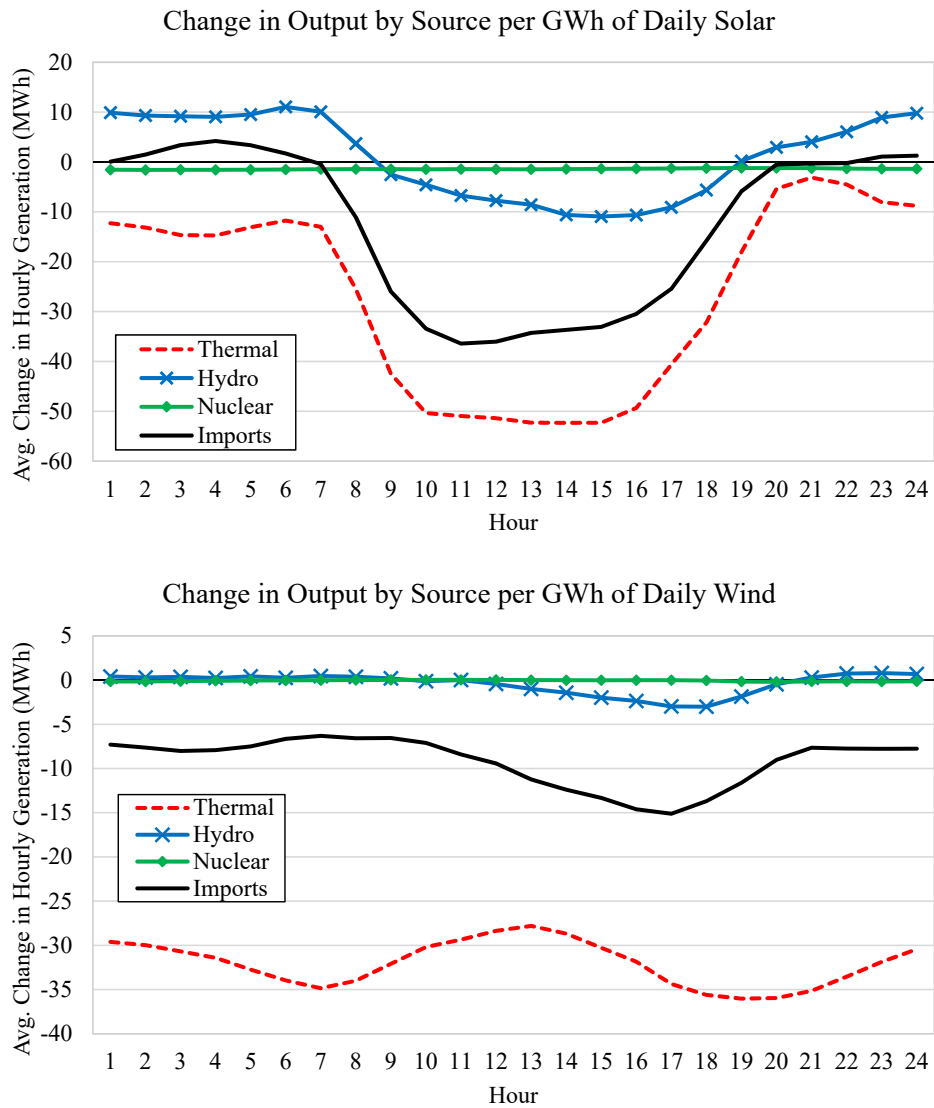 Change in Output by Source per GWh of Daily Solar
Avg. Change in Hourly Generation (MWh)
20
10
0
-10
-20
-30
-40
-50
-60
Thermal
Hydro
Nuclear
Imports
1 2 3 4 5 6 7 8 9 10 11 12 13 14 15 16 17 18 19 20 21 22 23 24
Hour
Change in Output by Source per GWh of Daily Wind
Avg. Change in Hourly Generation (MWh)
5
0
-5
-10
-15
-20
-25
-30
-35
-40
Thermal
Hydro
Nuclear
Imports
1 2 3 4 5 6 7 8 9 10 11 12 13 14 15 16 17 18 19 20 21 22 23 24
Hour